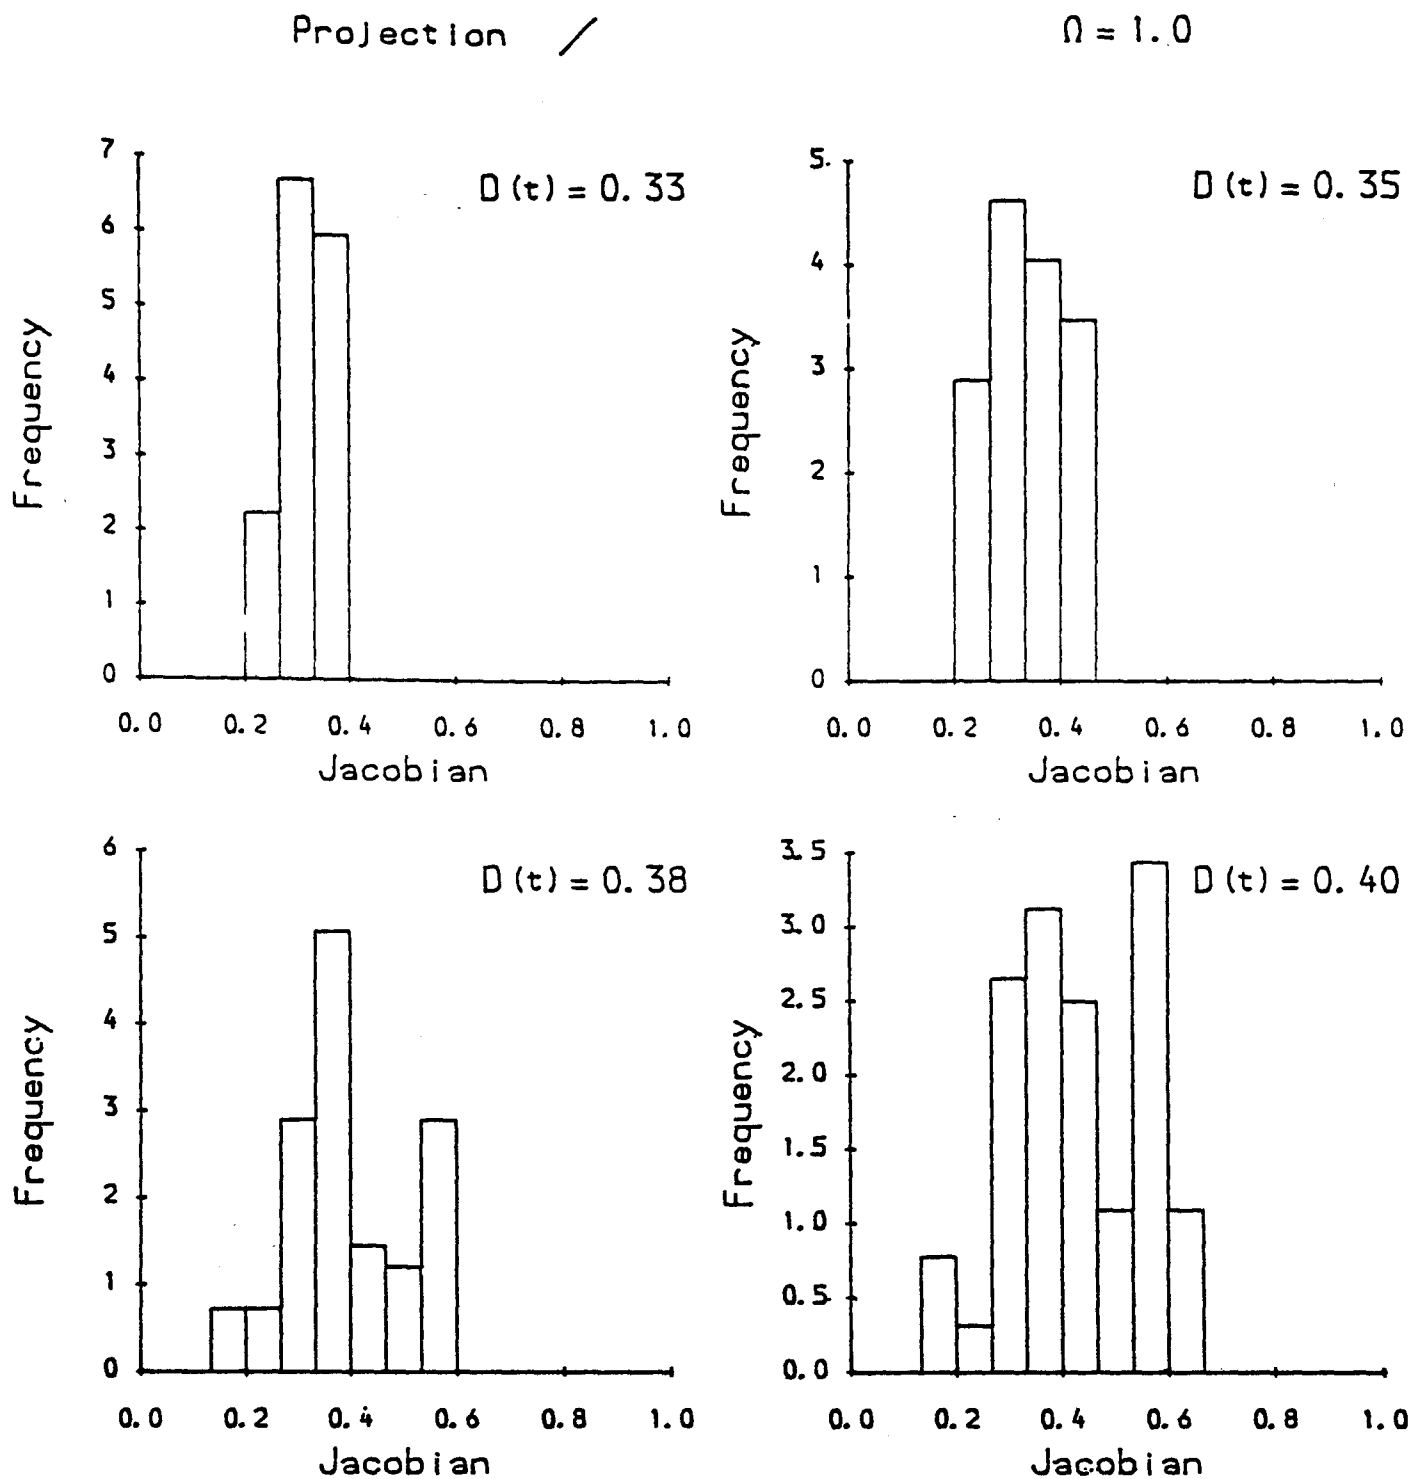 Projection / Ω = 1.0
D(t) = 0.33
7
6
5
4
3
2
1
0
Frequency
0.0 0.2 0.4 0.6 0.8 1.0
Jacobian
D(t) = 0.35
5.
4
3
2
1
0
Frequency
0.0 0.2 0.4 0.6 0.8 1.0
Jacobian
D(t) = 0.38
6
5
4
3
2
1
0
Frequency
0.0 0.2 0.4 0.6 0.8 1.0
Jacobian
D(t) = 0.40
3.5
3.0
2.5
2.0
1.5
1.0
0.5
0.0
Frequency
0.0 0.2 0.4 0.6 0.8 1.0
Jacobian